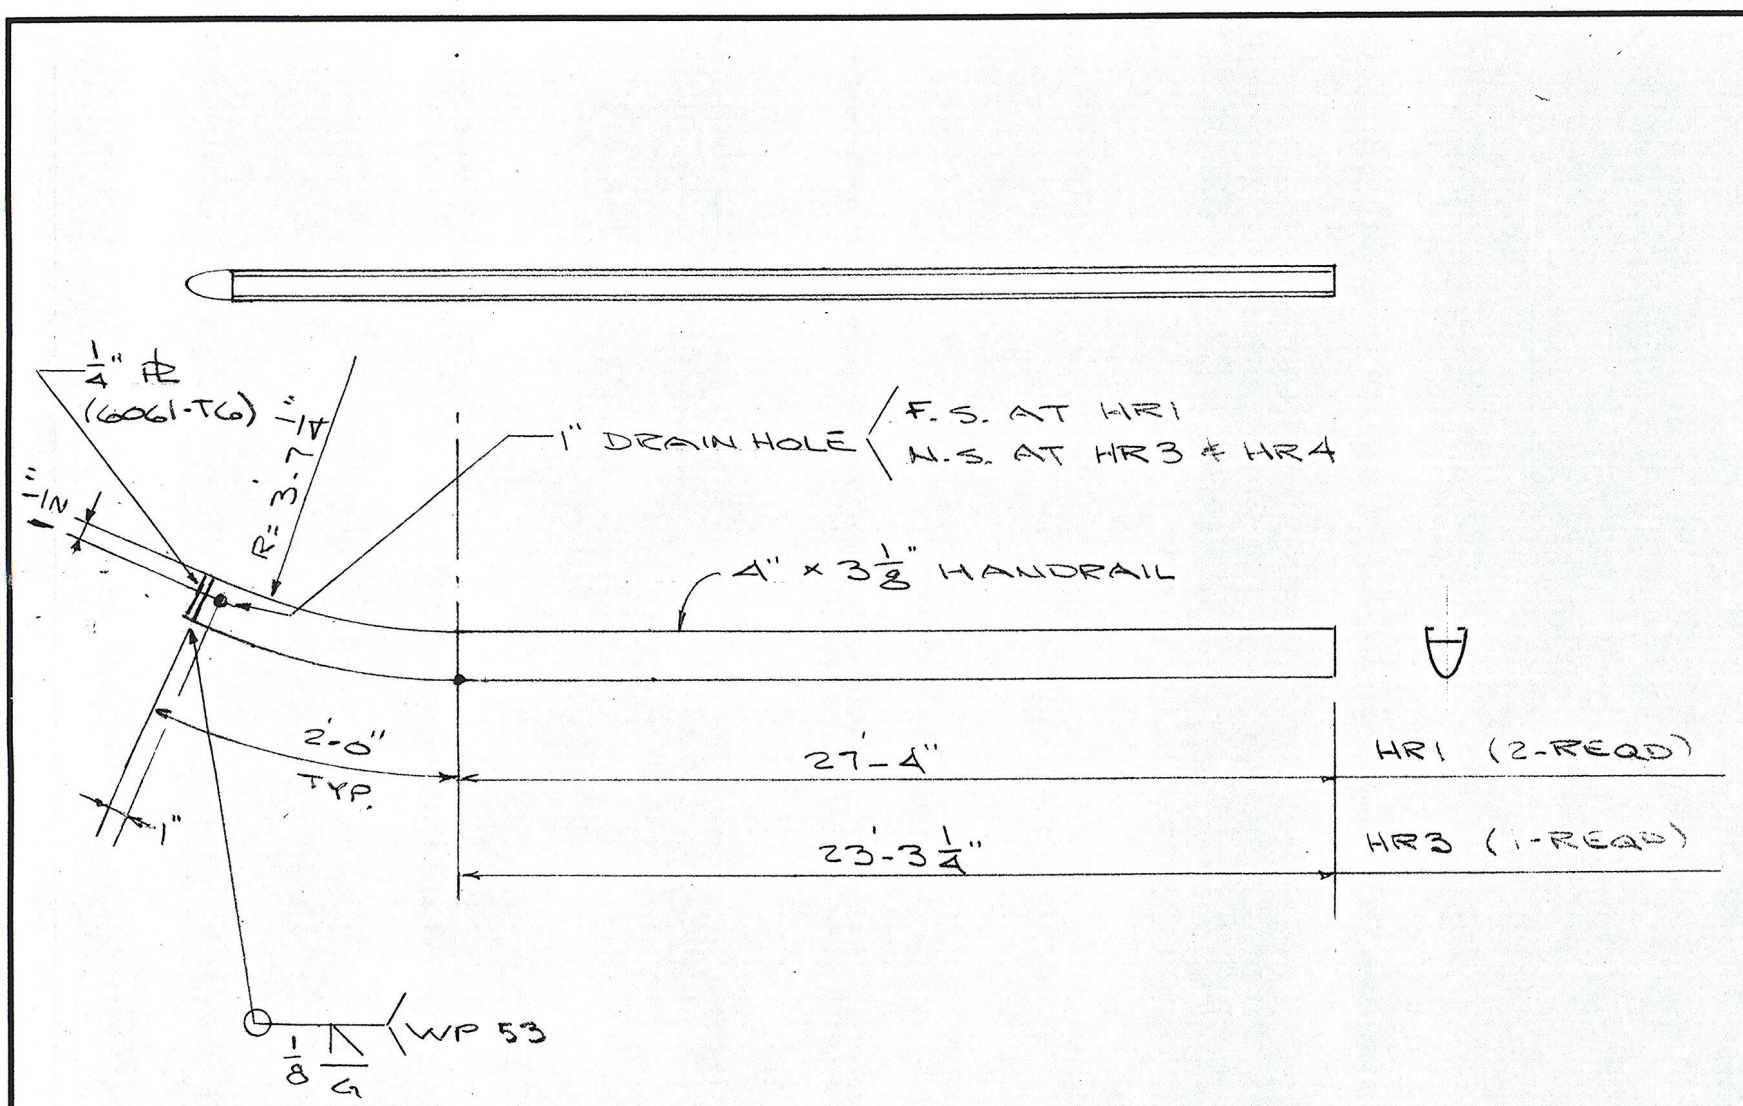 1/4" PL
(6061-T6)
R= 3'-7 1/4"
1" DRAIN HOLE
F.S. AT HR1
N.S. AT HR3 & HR4
1/2"
4" x 3 1/8" HANDRAIL
2'-0"
TYP.
27'-4"
HR1 (2-REQD)
1"
23'-3 1/4"
HR3 (1-REQD)
1/8
G
WP 53